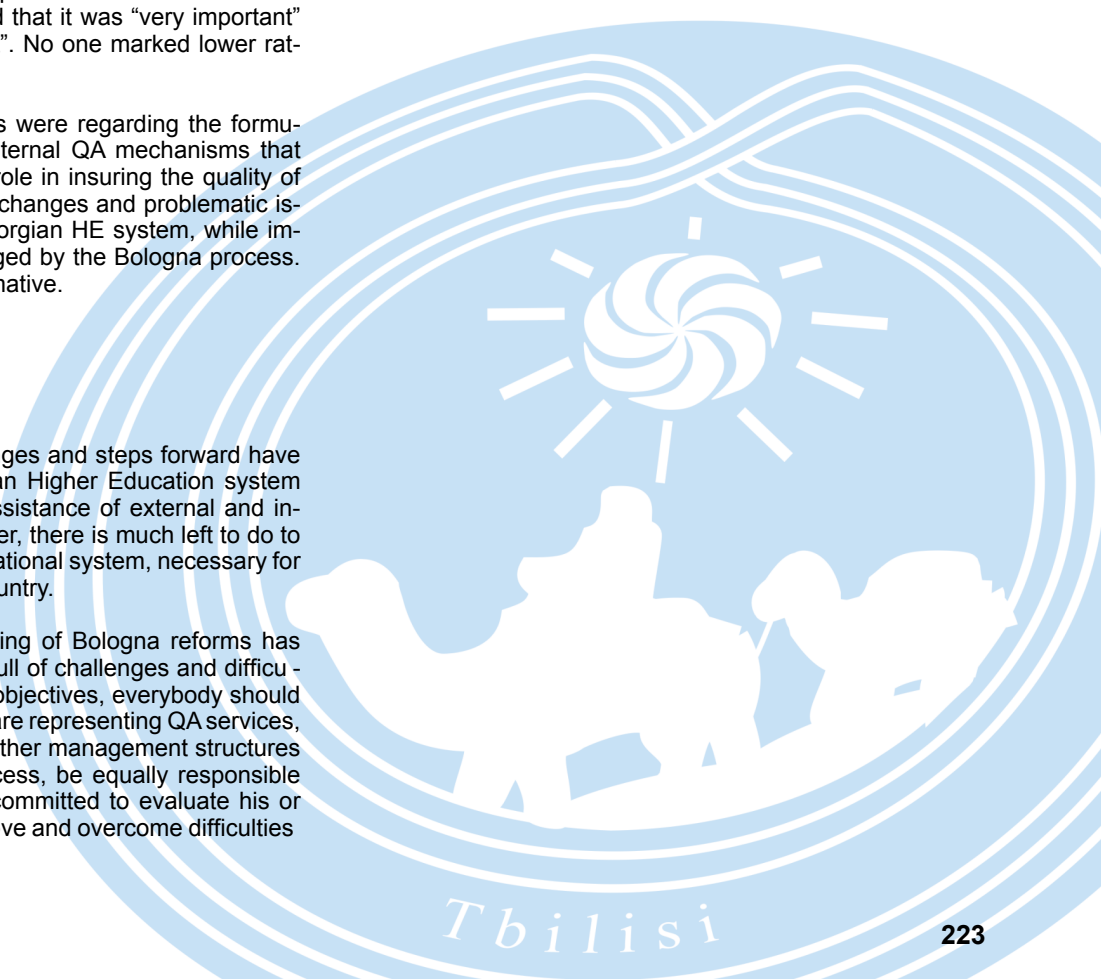 d that it was “very important”
”. No one marked lower rat-
s were regarding the formu-
ternal QA mechanisms that
role in insuring the quality of
changes and problematic is-
orgian HE system, while im-
ged by the Bologna process.
native.
ges and steps forward have
an Higher Education system
ssistance of external and in-
er, there is much left to do to
ational system, necessary for
untry.
ing of Bologna reforms has
ull of challenges and difficu -
objectives, everybody should
are representing QA services,
ther management structures
cess, be equally responsible
committed to evaluate his or
ve and overcome difficulties
Tbilisi
223